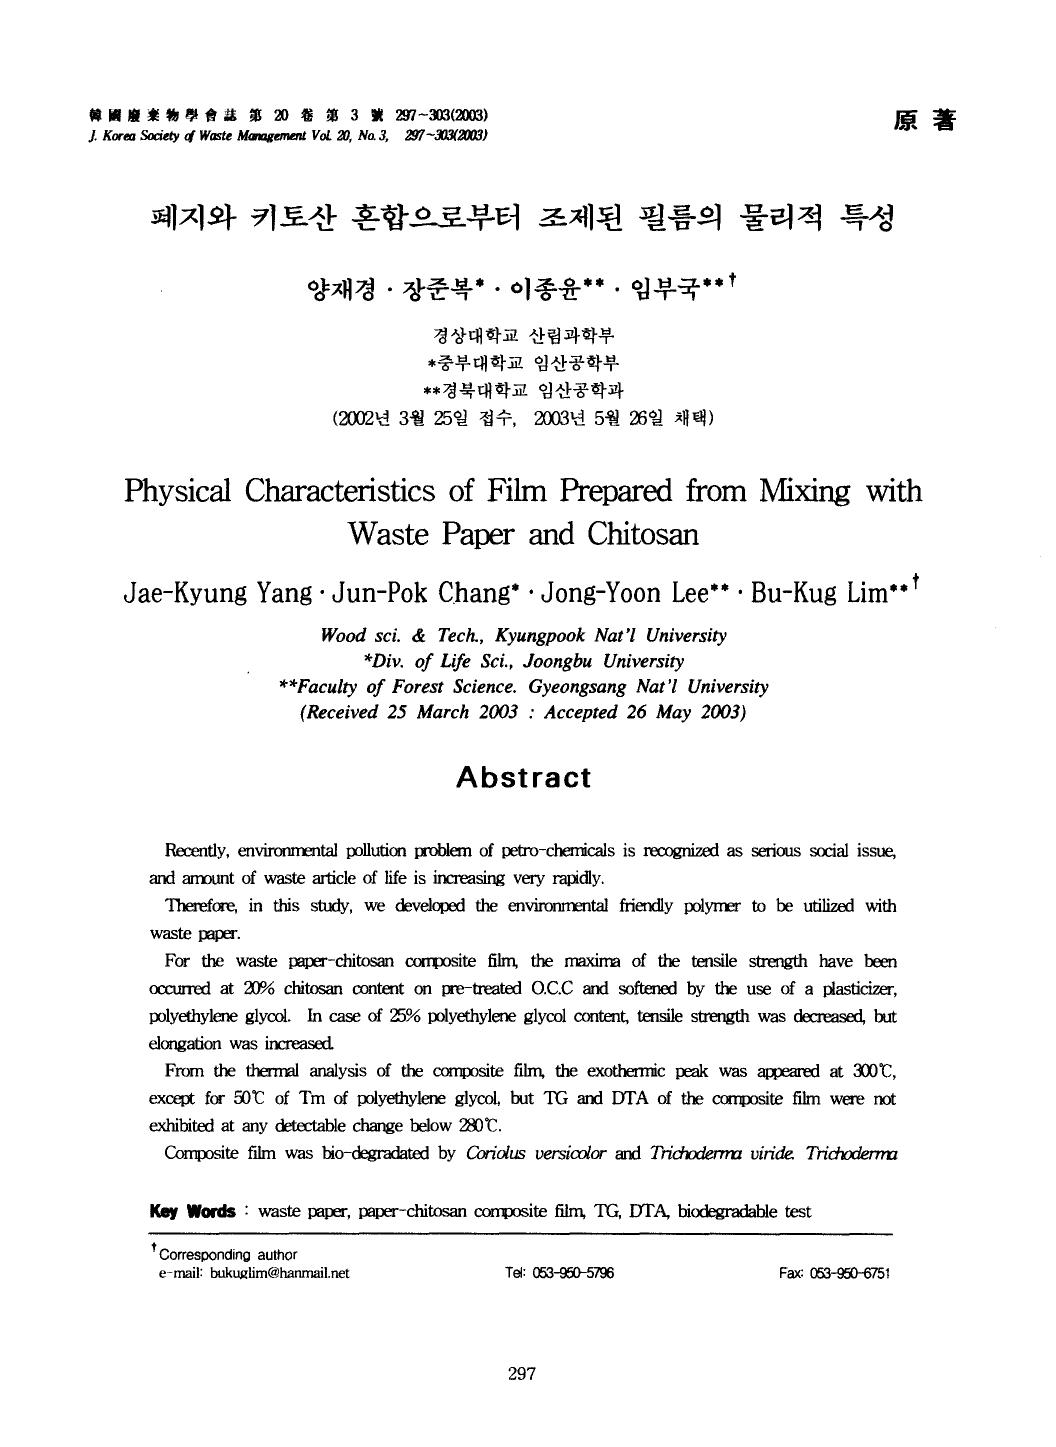 韓國廢棄物學會誌 第 20 卷 第 3 號 297~303(2003)
J. Korea Society of Waste Management Vol. 20, No. 3, 297~303(2003)
原 著
폐지와 키토산 혼합으로부터 조제된 필름의 물리적 특성
양재경 · 장준복* · 이종윤** · 임부국**†
경상대학교 산림과학부
*중부대학교 임산공학부
**경북대학교 임산공학과
(2002년 3월 25일 접수, 2003년 5월 26일 채택)
Physical Characteristics of Film Prepared from Mixing with
Waste Paper and Chitosan
Jae-Kyung Yang · Jun-Pok Chang* · Jong-Yoon Lee** · Bu-Kug Lim**†
Wood sci. & Tech., Kyungpook Nat'l University
*Div. of Life Sci., Joongbu University
**Faculty of Forest Science. Gyeongsang Nat'l University
(Received 25 March 2003 : Accepted 26 May 2003)
Abstract
Recently, environmental pollution problem of petro-chemicals is recognized as serious social issue,
and amount of waste article of life is increasing very rapidly.
Therefore, in this study, we developed the environmental friendly polymer to be utilized with
waste paper.
For the waste paper-chitosan composite film, the maxima of the tensile strength have been
occurred at 20% chitosan content on pre-treated O.C.C and softened by the use of a plasticizer,
polyethylene glycol. In case of 25% polyethylene glycol content, tensile strength was decreased, but
elongation was increased.
From the thermal analysis of the composite film, the exothermic peak was appeared at 300℃,
except for 50℃ of Tm of polyethylene glycol, but TG and DTA of the composite film were not
exhibited at any detectable change below 280℃.
Composite film was bio-degradated by Coriolus versicolor and Trichoderma viride. Trichoderma
Key Words : waste paper, paper-chitosan composite film, TG, DTA, biodegradable test
†Corresponding author
e-mail: bukuglim@hanmail.net Tel: 053-950-5796 Fax: 053-950-6751
297